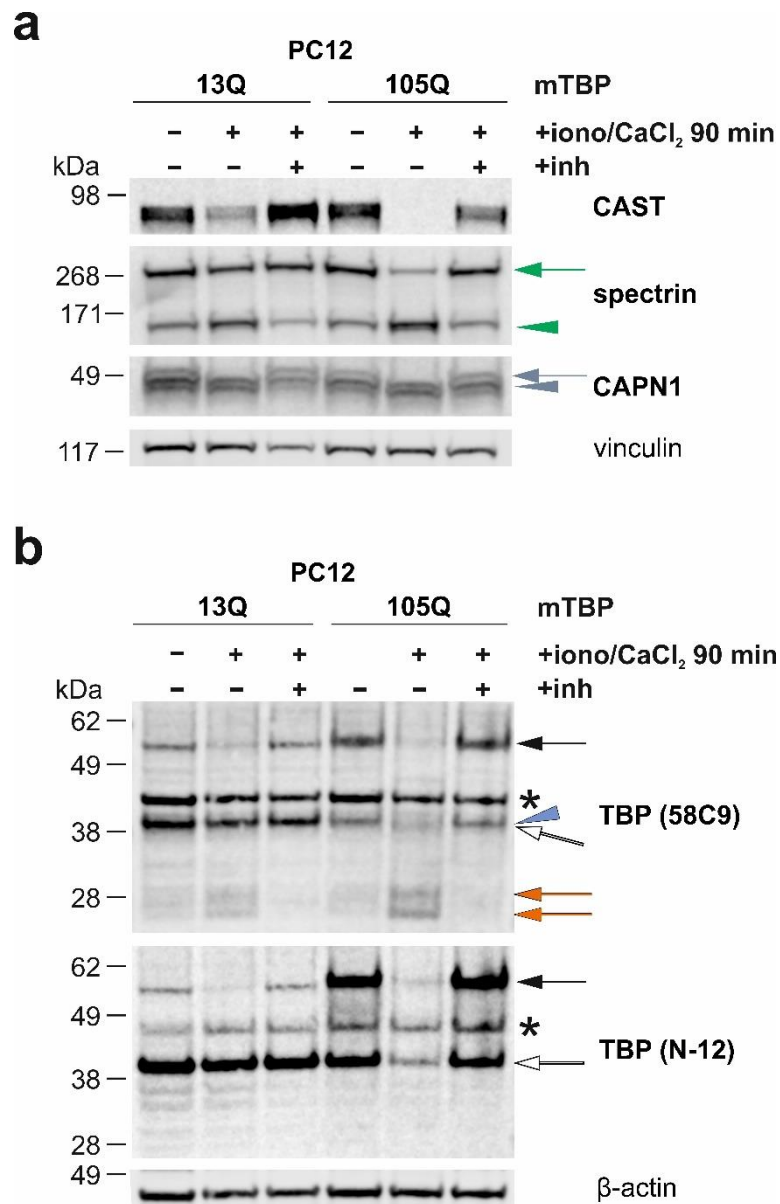 a
PC12
13Q 105Q mTBP
– + + – + + +iono/CaCl₂ 90 min
kDa – – + – – + +inh
98 CAST
268
171 spectrin
49 CAPN1
117 vinculin
b
PC12
13Q 105Q mTBP
– + + – + + +iono/CaCl₂ 90 min
kDa – – + – – + +inh
62
49
*
38 TBP (58C9)
28
62
49 *
38 TBP (N-12)
28
49 β-actin